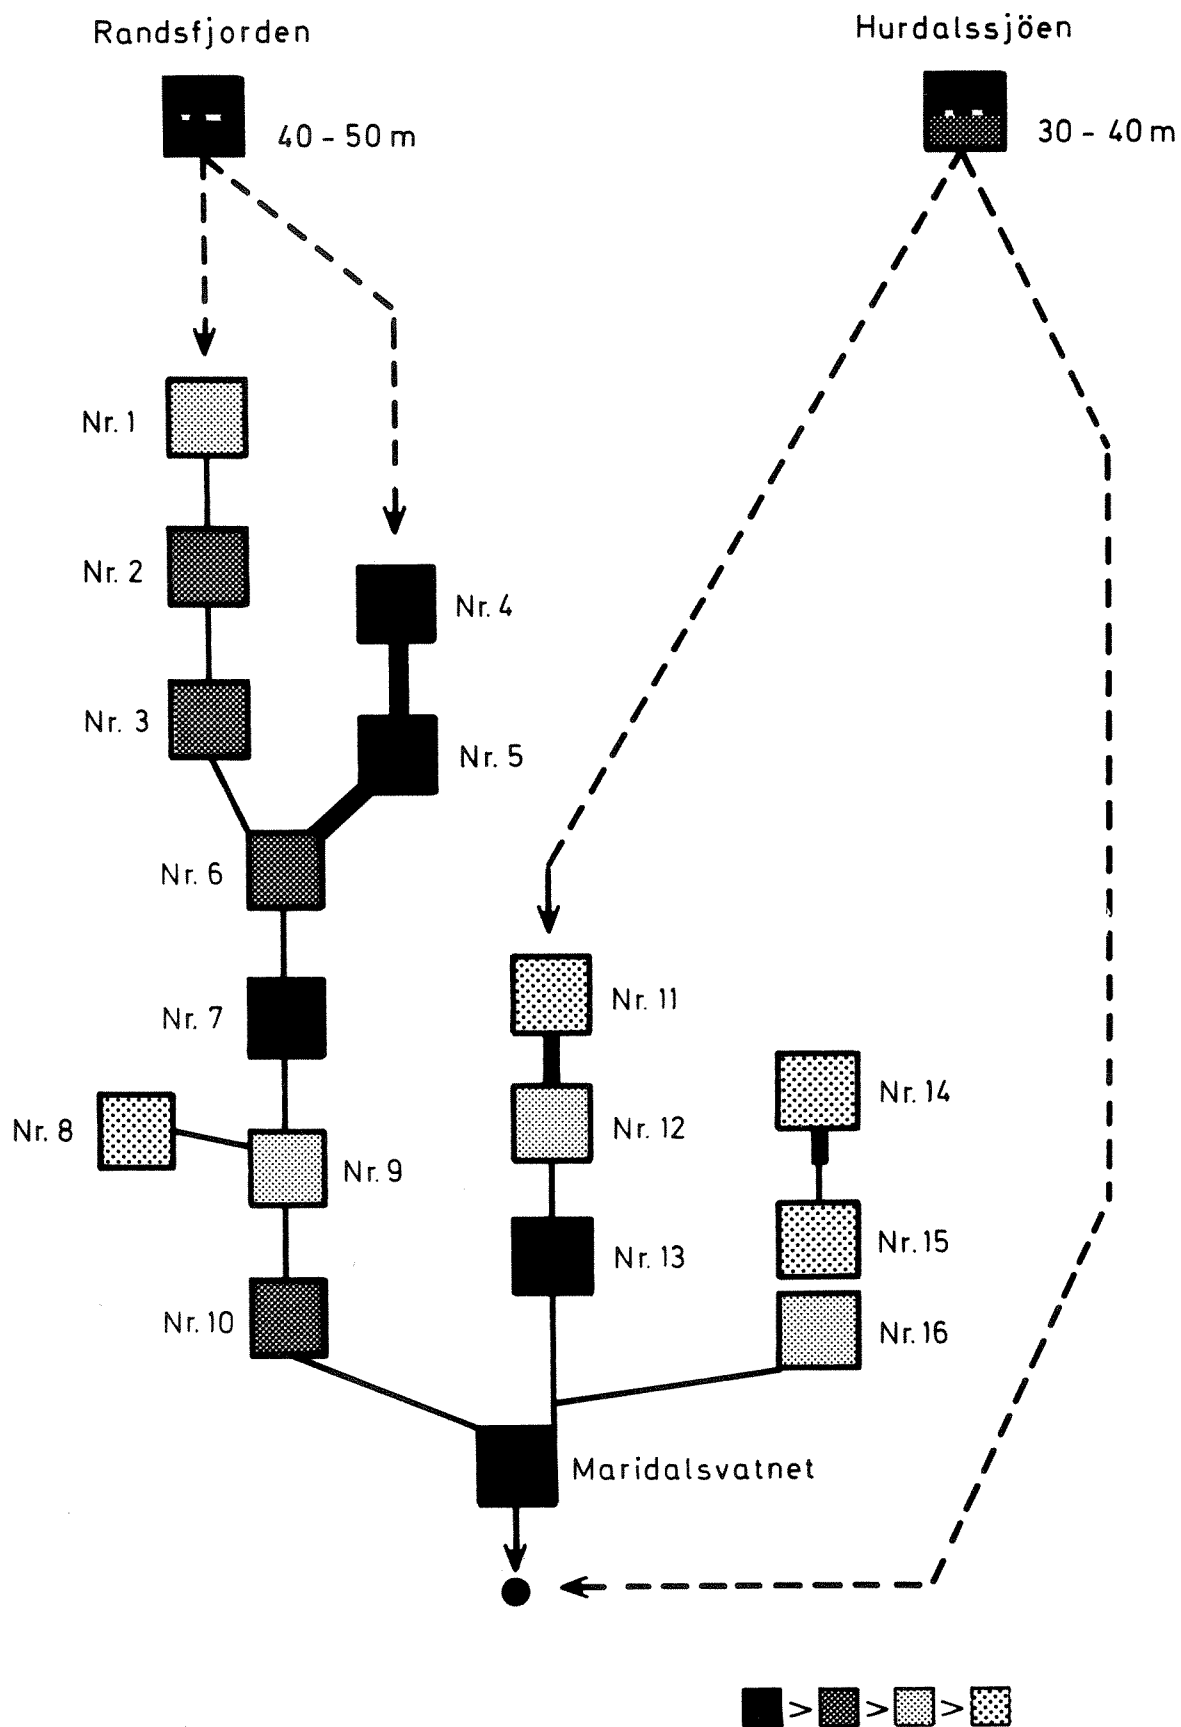 Randsfjorden
Hurdalssjöen
40 - 50 m
30 - 40 m
Nr. 1
Nr. 2
Nr. 4
Nr. 3
Nr. 5
Nr. 6
Nr. 11
Nr. 7
Nr. 14
Nr. 8
Nr. 12
Nr. 9
Nr. 15
Nr. 13
Nr. 10
Nr. 16
Maridalsvatnet
> > >